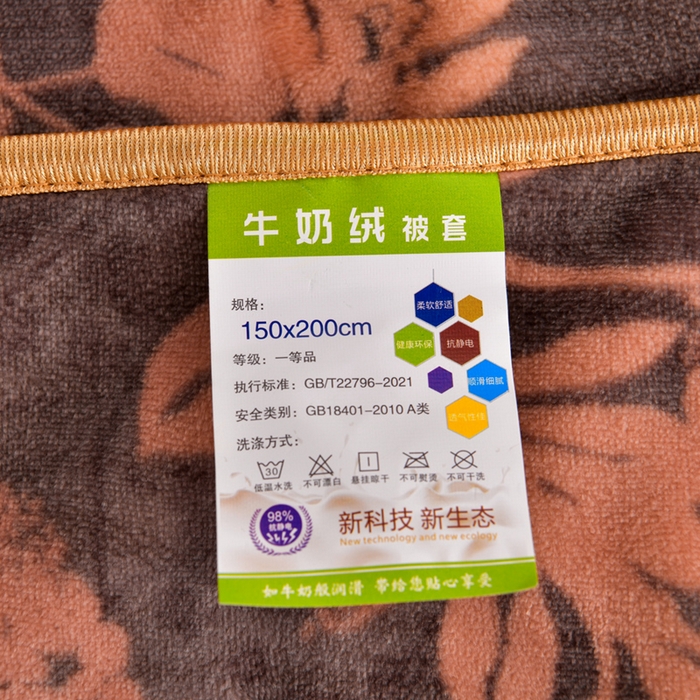 牛奶绒被套
规格：
150x200cm
等级：一等品
执行标准：GB/T22796-2021
安全类别：GB18401-2010 A类
洗涤方式：
柔软舒适
健康环保
抗静电
顺滑细腻
30
低温水洗 不可漂白 悬挂晾干 不可熨烫 不可干洗
98%
抗静电
新科技 新生态
New technology and new ecology
如牛奶般润滑 带给您贴心享受